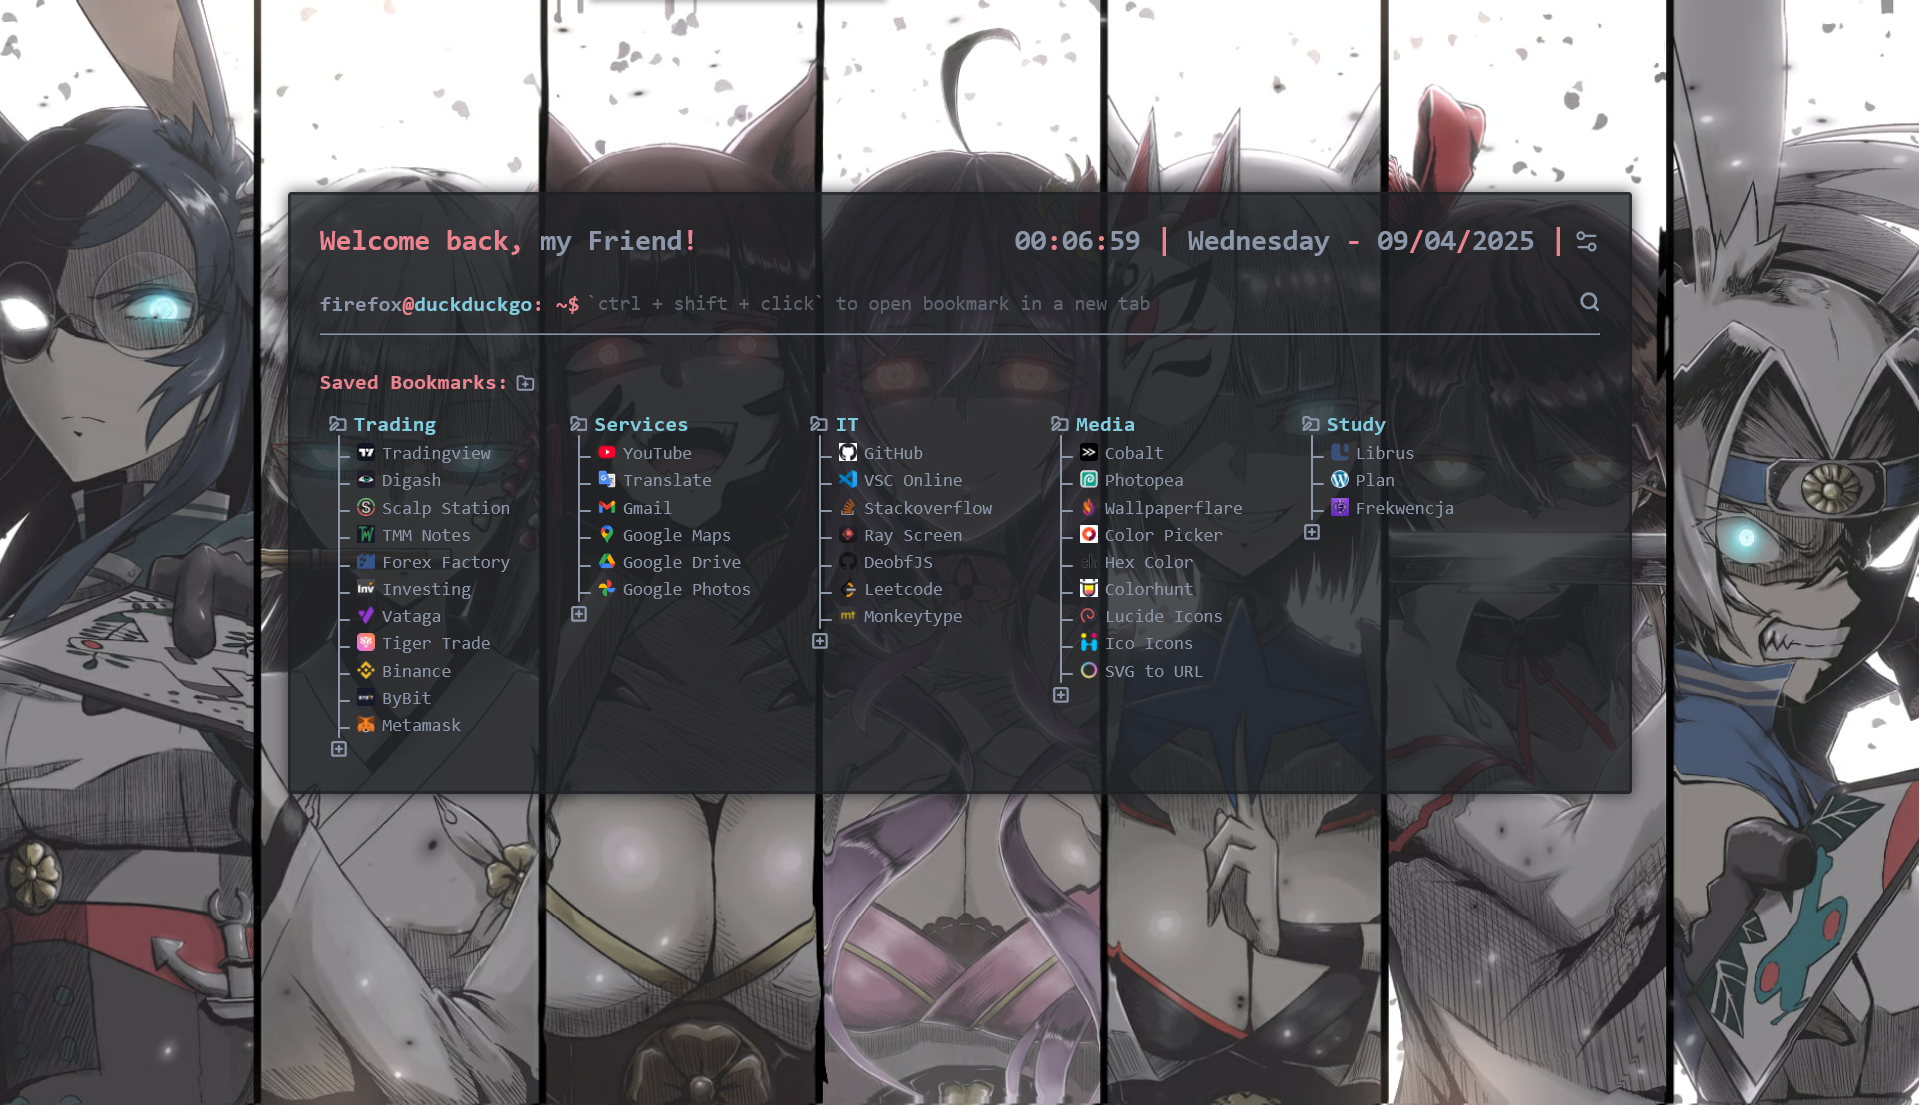 Welcome back, my Friend!
00:06:59 | Wednesday - 09/04/2025 |
firefox@duckduckgo: ~$ `ctrl + shift + click` to open bookmark in a new tab
Saved Bookmarks:
Trading
Tradingview
Digash
Scalp Station
TMM Notes
Forex Factory
Investing
Vataga
Tiger Trade
Binance
ByBit
Metamask
Services
YouTube
Translate
Gmail
Google Maps
Google Drive
Google Photos
IT
GitHub
VSC Online
Stackoverflow
Ray Screen
DeobfJS
Leetcode
Monkeytype
Media
Cobalt
Photopea
Wallpaperflare
Color Picker
Hex Color
Colorhunt
Lucide Icons
Ico Icons
SVG to URL
Study
Librus
Plan
Frekwencja